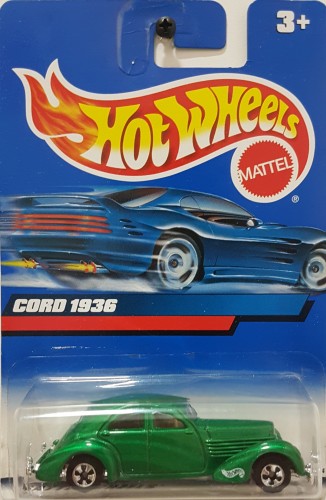 3+
Hot Wheels
MATTEL
®
CORD 1936